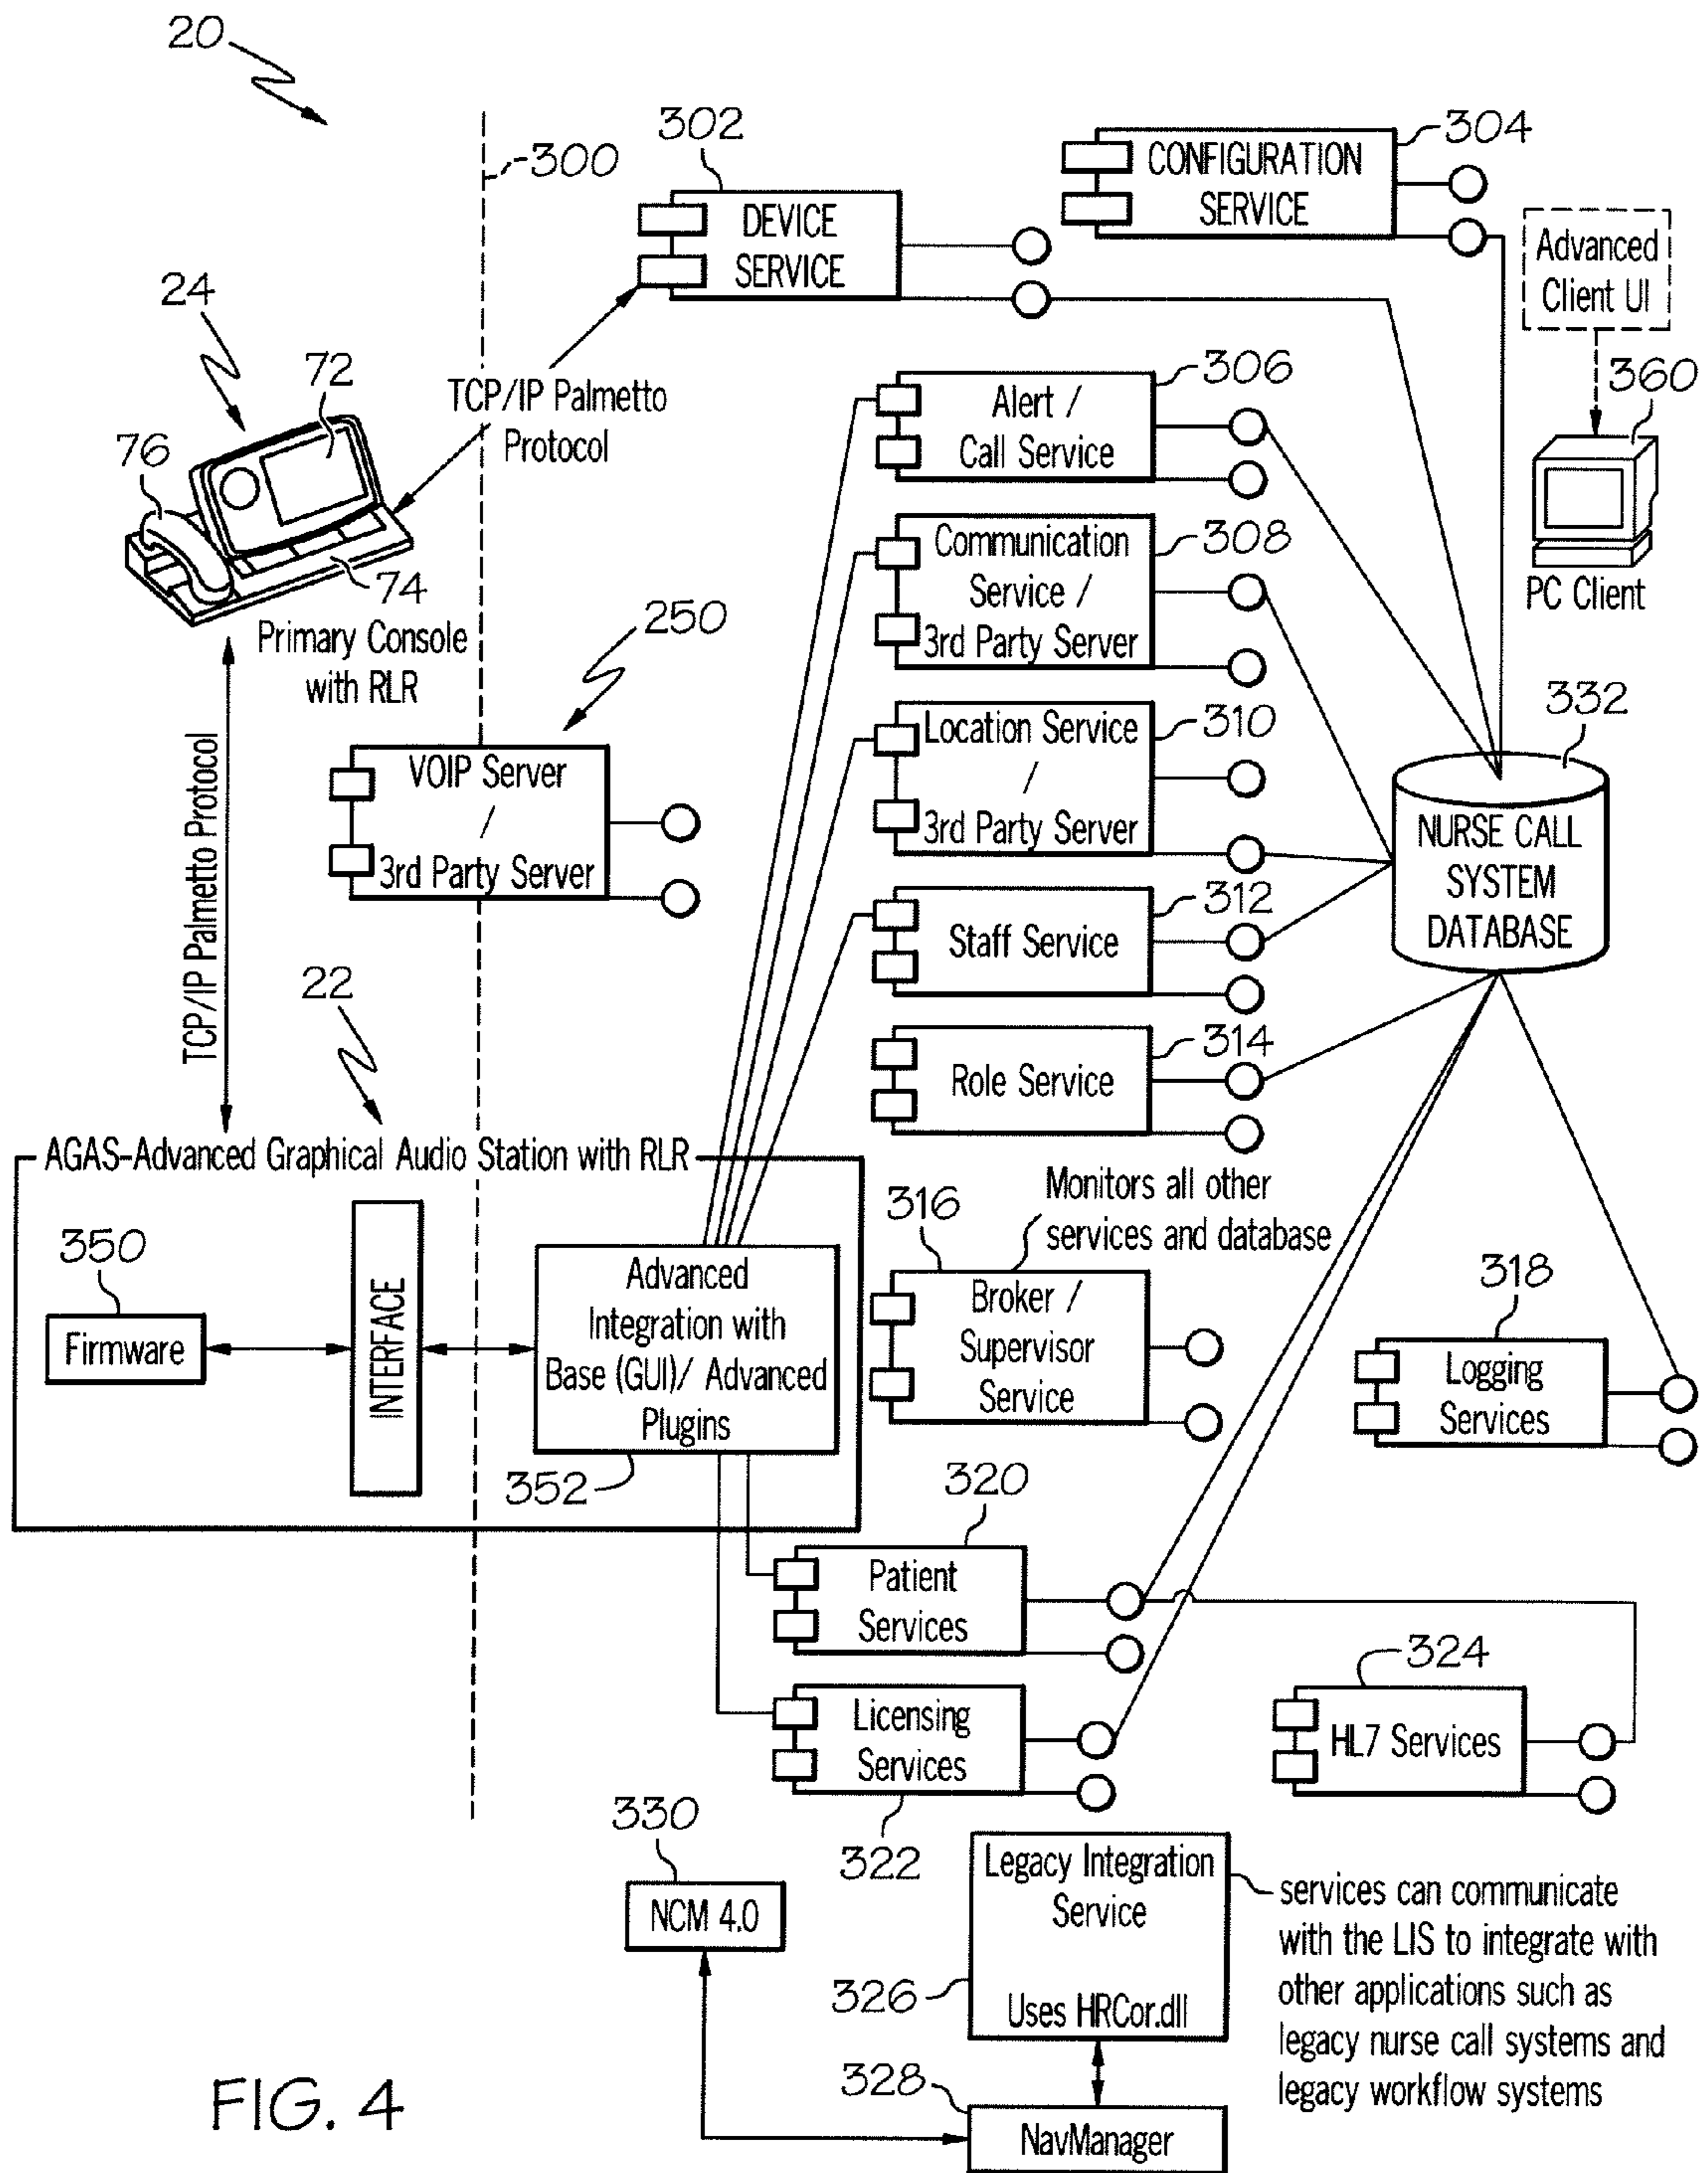 20
300
302
DEVICE
SERVICE
304
CONFIGURATION
SERVICE
Advanced
Client UI
360
PC Client
24
72
76
74
TCP/IP Palmetto
Protocol
Primary Console
with RLR
306
Alert /
Call Service
308
Communication
Service /
3rd Party Server
250
VOIP Server
/
3rd Party Server
310
Location Service
/
3rd Party Server
332
NURSE CALL
SYSTEM
DATABASE
312
Staff Service
314
Role Service
TCP/IP Palmetto Protocol
22
AGAS-Advanced Graphical Audio Station with RLR
350
Firmware
INTERFACE
Advanced
Integration with
Base (GUI)/ Advanced
Plugins
352
316
Monitors all other
services and database
Broker /
Supervisor
Service
318
Logging
Services
320
Patient
Services
Licensing
Services
322
324
HL7 Services
330
NCM 4.0
Legacy Integration
Service
Uses HRCor.dll
326
services can communicate
with the LIS to integrate with
other applications such as
legacy nurse call systems and
legacy workflow systems
328
NavManager
FIG. 4